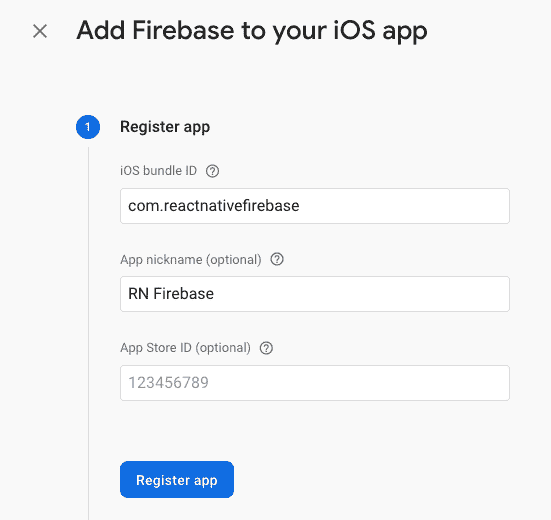 Add Firebase to your iOS app
1
Register app
iOS bundle ID ?
com.reactnativefirebase
App nickname (optional) ?
RN Firebase
App Store ID (optional) ?
123456789
Register app